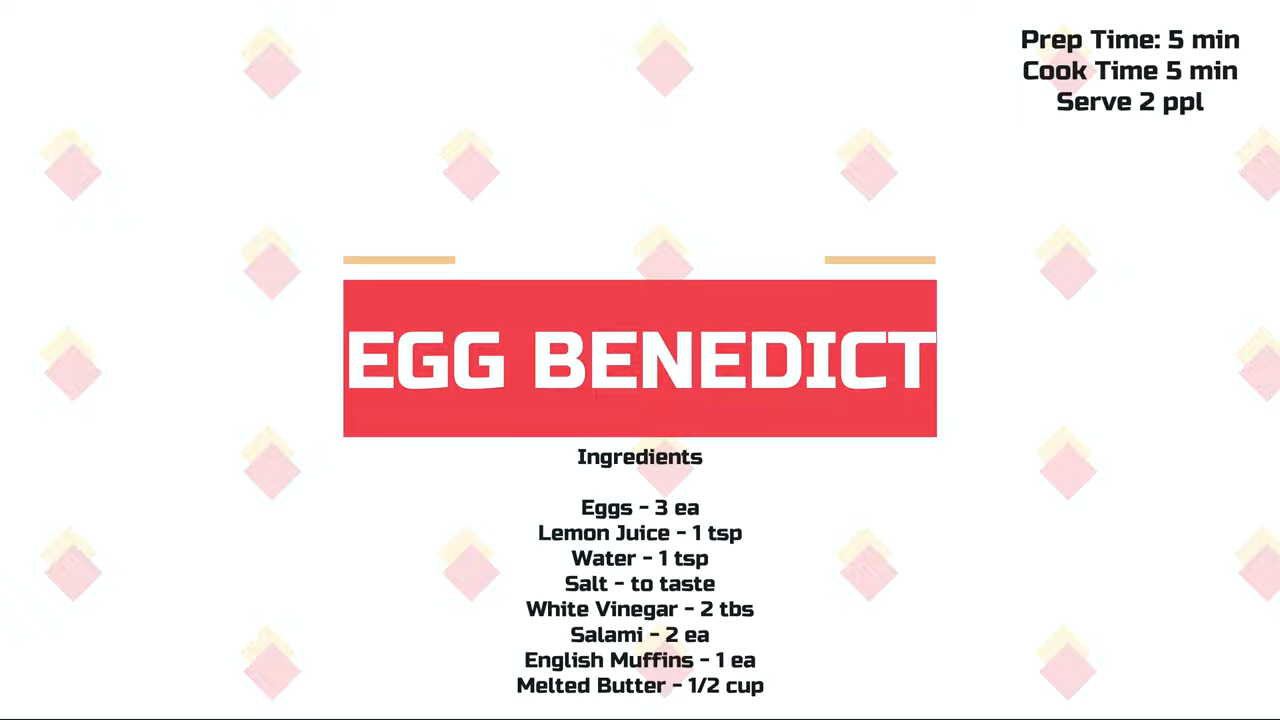 Prep Time: 5 min
Cook Time 5 min
Serve 2 ppl
EGG BENEDICT
Ingredients
Eggs - 3 ea
Lemon Juice - 1 tsp
Water - 1 tsp
Salt - to taste
White Vinegar - 2 tbs
Salami - 2 ea
English Muffins - 1 ea
Melted Butter - 1/2 cup